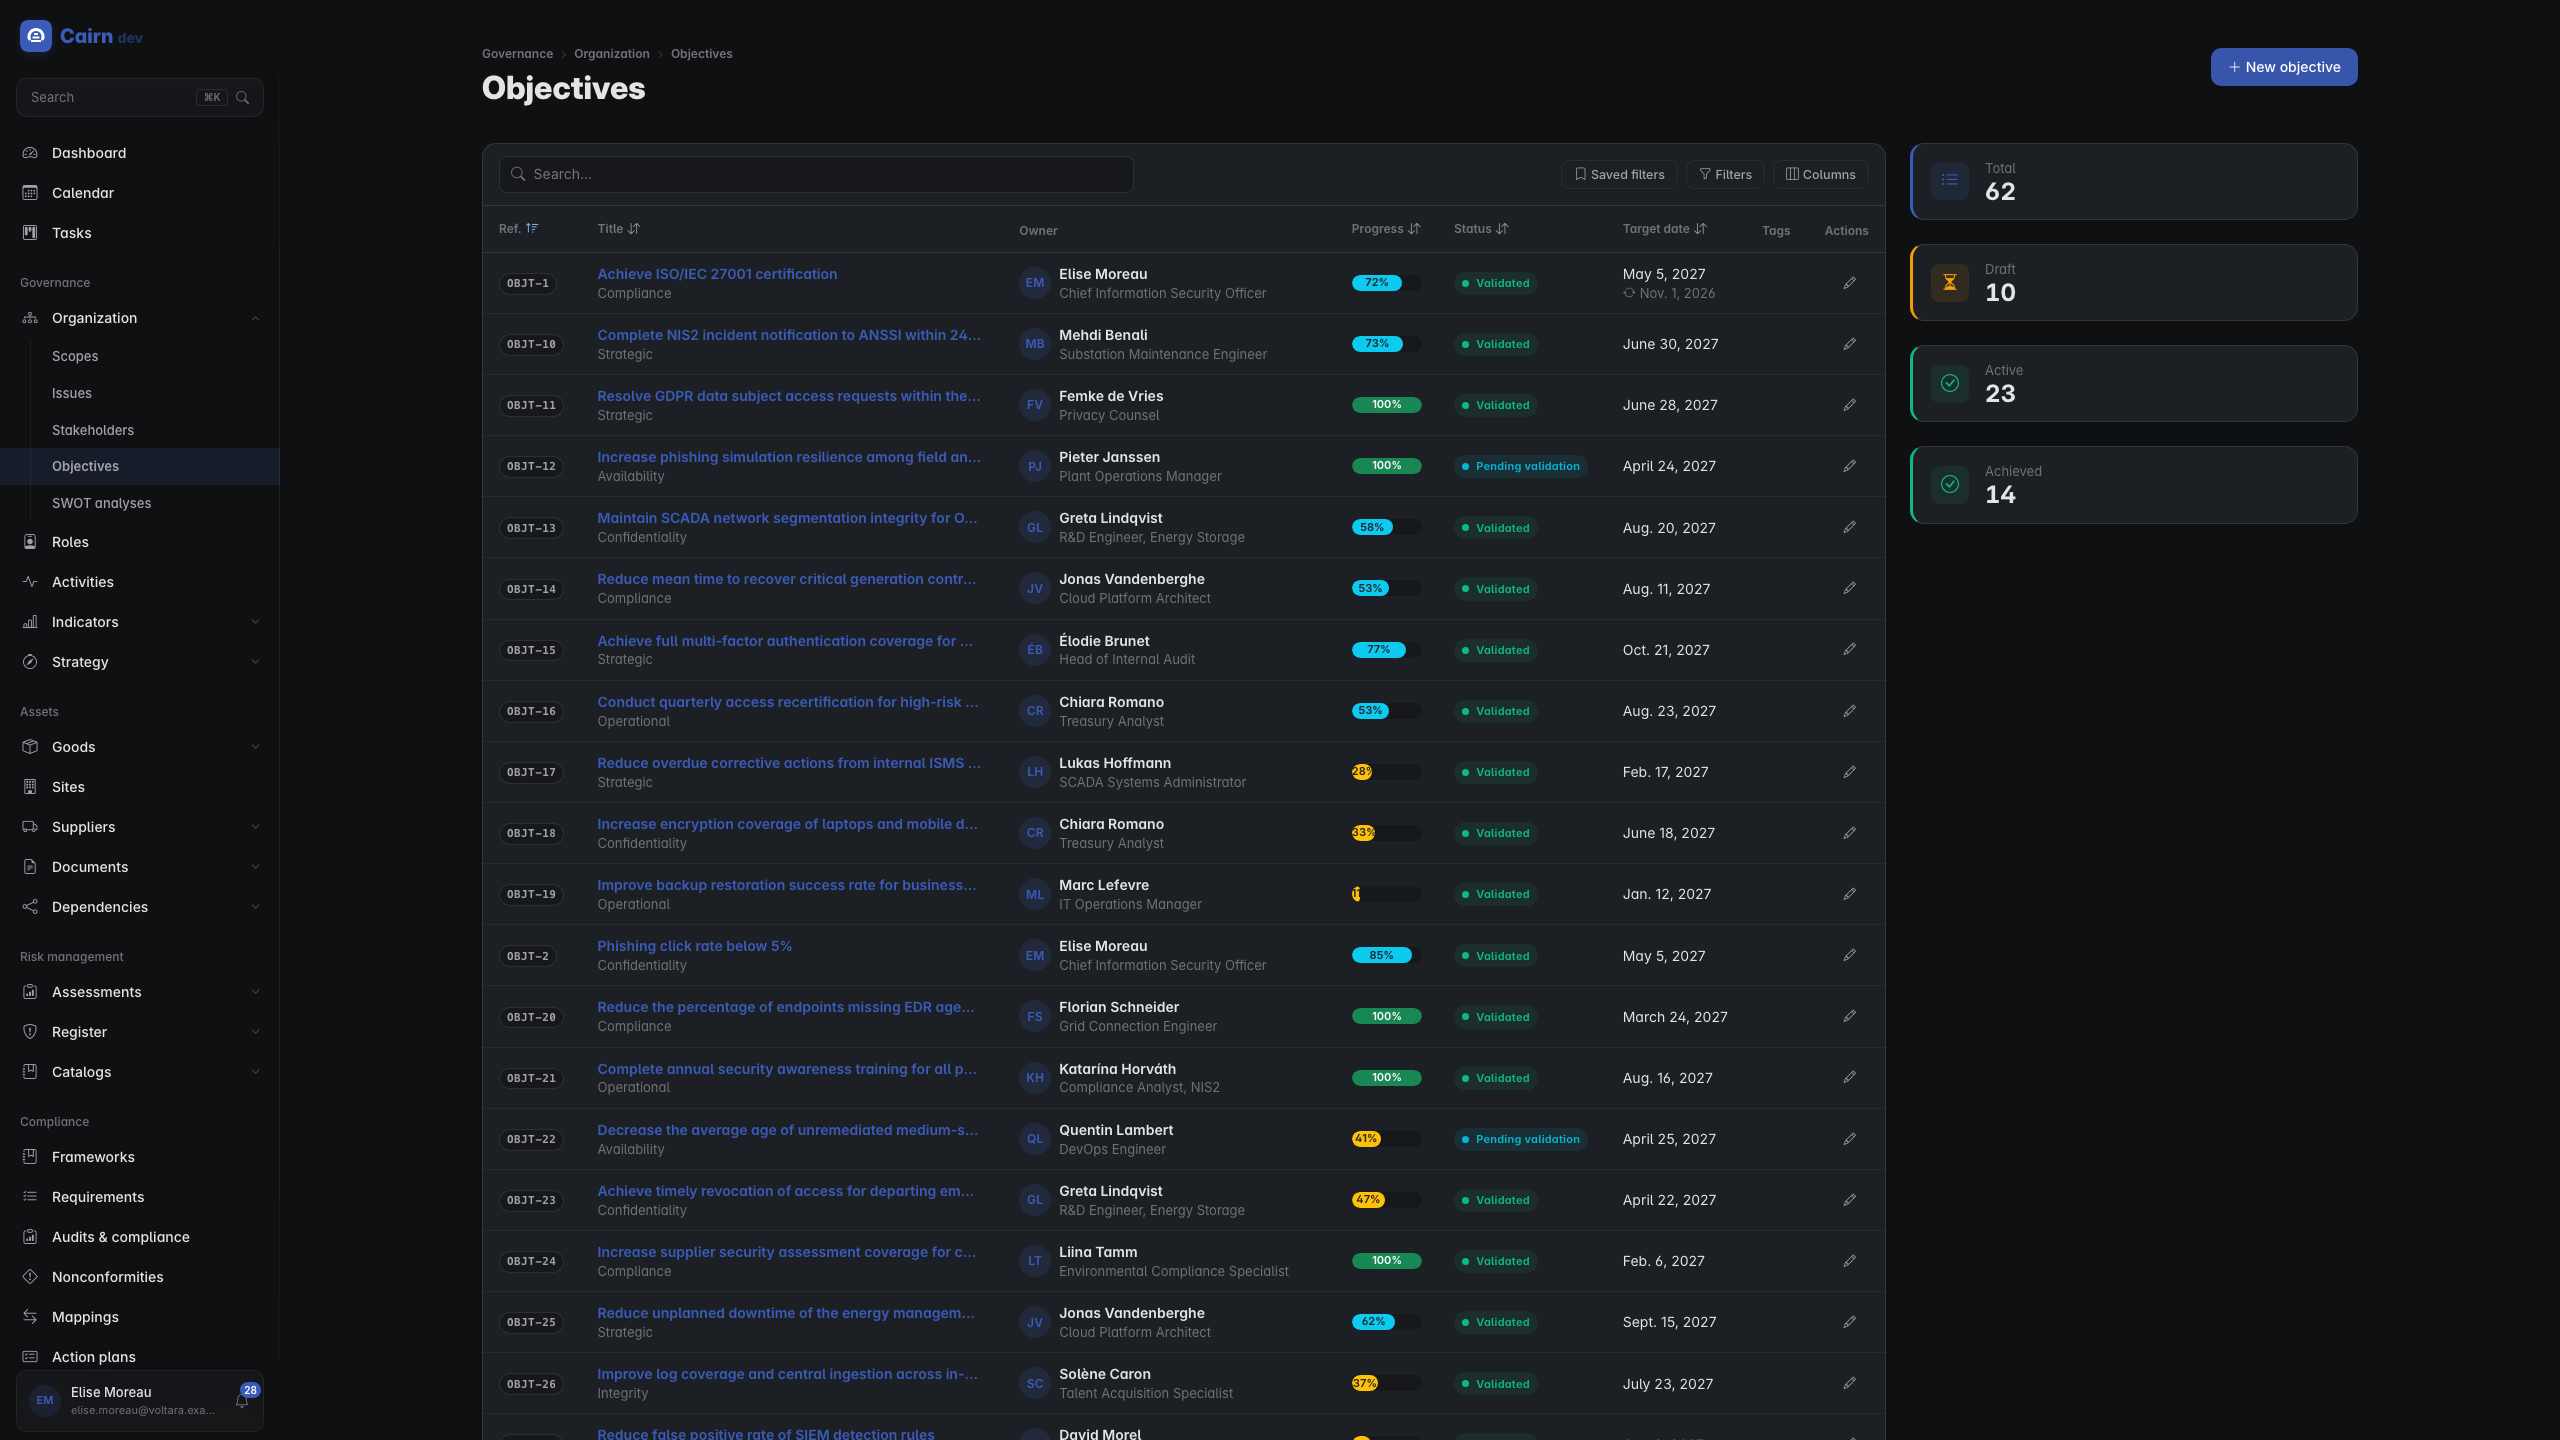 Cairn dev
Search ⌘K
Dashboard
Calendar
Tasks
Governance
Organization
Scopes
Issues
Stakeholders
Objectives
SWOT analyses
Roles
Activities
Indicators
Strategy
Assets
Goods
Sites
Suppliers
Documents
Dependencies
Risk management
Assessments
Register
Catalogs
Compliance
Frameworks
Requirements
Audits & compliance
Nonconformities
Mappings
Action plans
EM Elise Moreau 28
elise.moreau@voltara.exa...
Governance > Organization > Objectives
Objectives
+ New objective
Search...
Saved filters Filters Columns
Ref. Title Owner Progress Status Target date Tags Actions
OBJT-1 Achieve ISO/IEC 27001 certification EM Elise Moreau 72% Validated May 5, 2027
Compliance Chief Information Security Officer Nov. 1, 2026
OBJT-10 Complete NIS2 incident notification to ANSSI within 24... MB Mehdi Benali 73% Validated June 30, 2027
Strategic Substation Maintenance Engineer
OBJT-11 Resolve GDPR data subject access requests within the... FV Femke de Vries 100% Validated June 28, 2027
Strategic Privacy Counsel
OBJT-12 Increase phishing simulation resilience among field an... PJ Pieter Janssen 100% Pending validation April 24, 2027
Availability Plant Operations Manager
OBJT-13 Maintain SCADA network segmentation integrity for O... GL Greta Lindqvist 58% Validated Aug. 20, 2027
Confidentiality R&D Engineer, Energy Storage
OBJT-14 Reduce mean time to recover critical generation contr... JV Jonas Vandenberghe 53% Validated Aug. 11, 2027
Compliance Cloud Platform Architect
OBJT-15 Achieve full multi-factor authentication coverage for ... ÉB Élodie Brunet 77% Validated Oct. 21, 2027
Strategic Head of Internal Audit
OBJT-16 Conduct quarterly access recertification for high-risk ... CR Chiara Romano 53% Validated Aug. 23, 2027
Operational Treasury Analyst
OBJT-17 Reduce overdue corrective actions from internal ISMS ... LH Lukas Hoffmann 28% Validated Feb. 17, 2027
Strategic SCADA Systems Administrator
OBJT-18 Increase encryption coverage of laptops and mobile d... CR Chiara Romano 33% Validated June 18, 2027
Confidentiality Treasury Analyst
OBJT-19 Improve backup restoration success rate for business... ML Marc Lefevre Validated Jan. 12, 2027
Operational IT Operations Manager
OBJT-2 Phishing click rate below 5% EM Elise Moreau 85% Validated May 5, 2027
Confidentiality Chief Information Security Officer
OBJT-20 Reduce the percentage of endpoints missing EDR age... FS Florian Schneider 100% Validated March 24, 2027
Compliance Grid Connection Engineer
OBJT-21 Complete annual security awareness training for all p... KH Katarína Horváth 100% Validated Aug. 16, 2027
Operational Compliance Analyst, NIS2
OBJT-22 Decrease the average age of unremediated medium-s... QL Quentin Lambert 41% Pending validation April 25, 2027
Availability DevOps Engineer
OBJT-23 Achieve timely revocation of access for departing em... GL Greta Lindqvist 47% Validated April 22, 2027
Confidentiality R&D Engineer, Energy Storage
OBJT-24 Increase supplier security assessment coverage for c... LT Liina Tamm 100% Validated Feb. 6, 2027
Compliance Environmental Compliance Specialist
OBJT-25 Reduce unplanned downtime of the energy managem... JV Jonas Vandenberghe 62% Validated Sept. 15, 2027
Strategic Cloud Platform Architect
OBJT-26 Improve log coverage and central ingestion across in-... SC Solène Caron 37% Validated July 23, 2027
Integrity Talent Acquisition Specialist
Reduce false positive rate of SIEM detection rules David Morel
Total
62
Draft
10
Active
23
Achieved
14